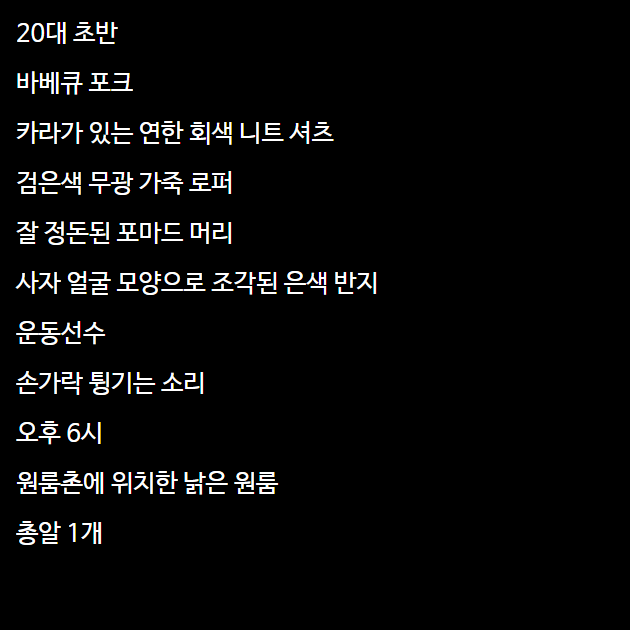 20대 초반
바베큐 포크
카라가 있는 연한 회색 니트 셔츠
검은색 무광 가죽 로퍼
잘 정돈된 포마드 머리
사자 얼굴 모양으로 조각된 은색 반지
운동선수
손가락 튕기는 소리
오후 6시
원룸촌에 위치한 낡은 원룸
총알 1개